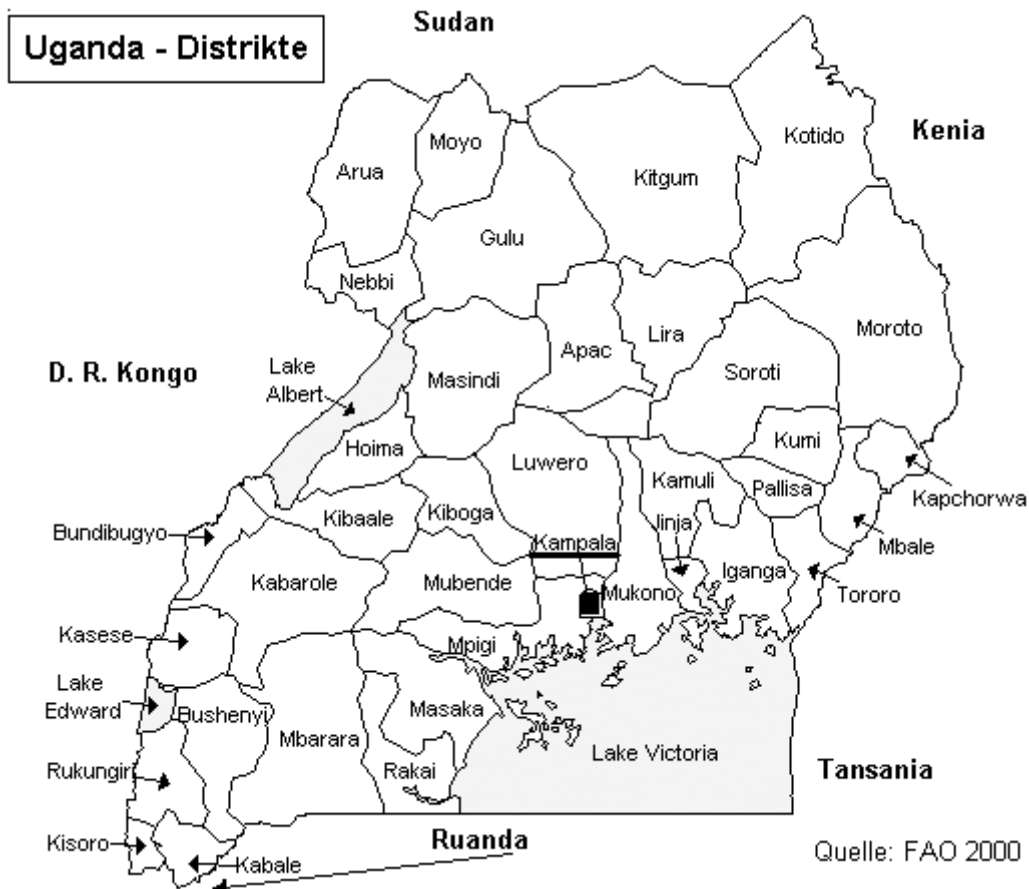 Sudan
Uganda - Distrikte
Kenia
Kotido
Moyo
Arua
Kitgum
Gulu
Nebbi
Moroto
Lira
Apac
Lake
Albert
D. R. Kongo
Masindi
Soroti
Kumi
Hoima
Luwero
Kamuli
Pallisa
Kapchorwa
Kibaale
Kiboga
Jinja
Bundibugyo
Kampala
Mbale
Kabarole
Mubende
Iganga
Mukono
Tororo
Kasese
Mpigi
Lake
Edward
Bushenyi
Masaka
Mbarara
Lake Victoria
Rukungiri
Rakai
Tansania
Kisoro
Ruanda
Kabale
Quelle: FAO 2000